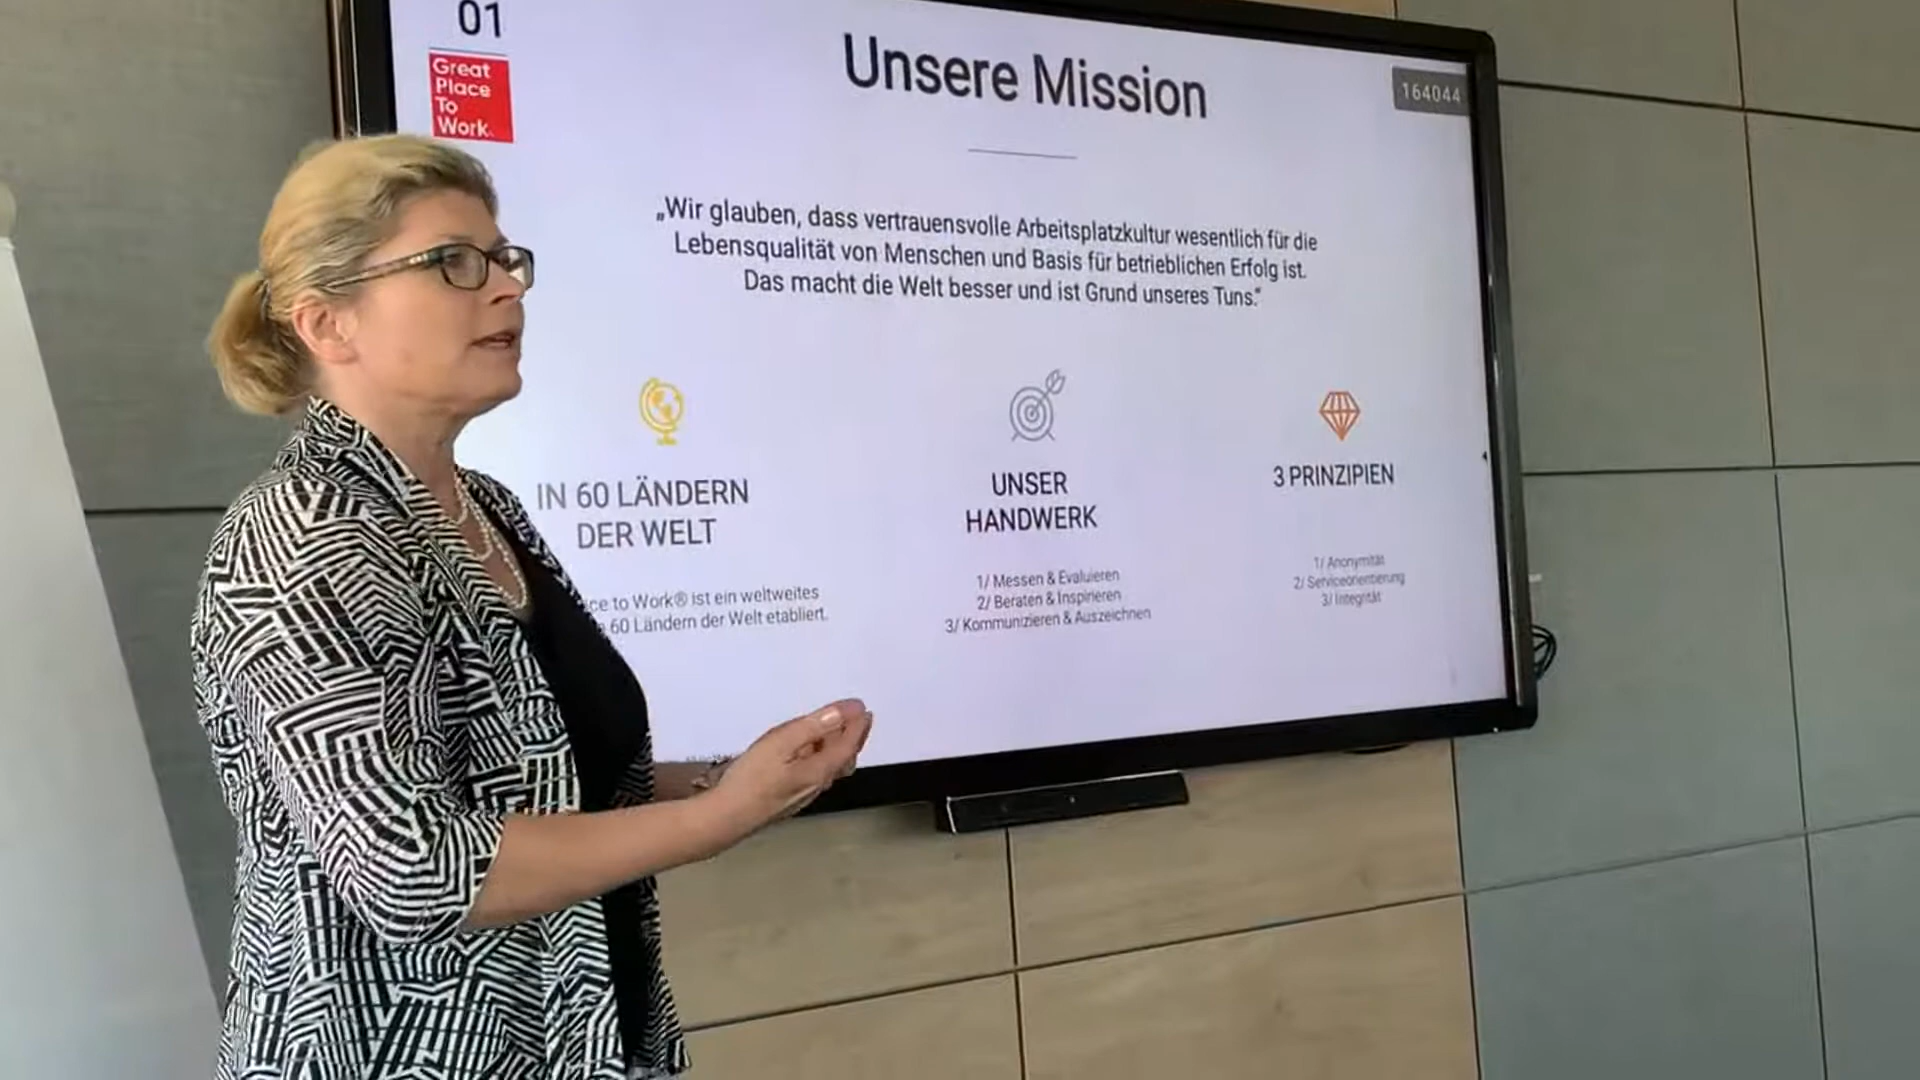 01
Great
Place
To
Work.
Unsere Mission
164044
„Wir glauben, dass vertrauensvolle Arbeitsplatzkultur wesentlich für die
Lebensqualität von Menschen und Basis für betrieblichen Erfolg ist.
Das macht die Welt besser und ist Grund unseres Tuns.“
IN 60 LÄNDERN
DER WELT
ce to Work® ist ein weltweites
60 Ländern der Welt etabliert.
UNSER
HANDWERK
1/ Messen & Evaluieren
2/ Beraten & Inspirieren
3/ Kommunizieren & Auszeichnen
3 PRINZIPIEN
1/ Anonymität
2/ Serviceorientierung
3/ Integrität